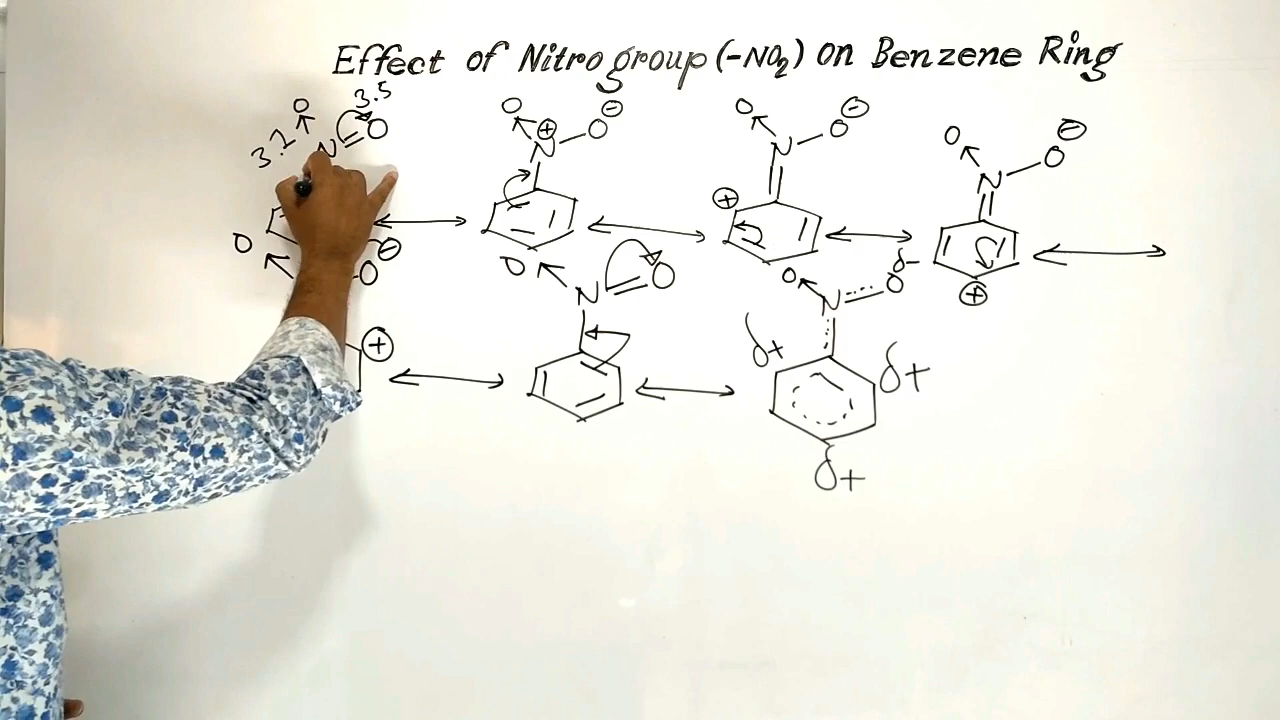 Effect of Nitro group (-NO2) on Benzene Ring
3.5
O O O ⊖ O ⊖ O ⊖
3.1 N O N ⊕ O N O N O
⊕
O ⊖ O δ-
O O N O O N O ⊕
⊕ δ+ δ+
δ+